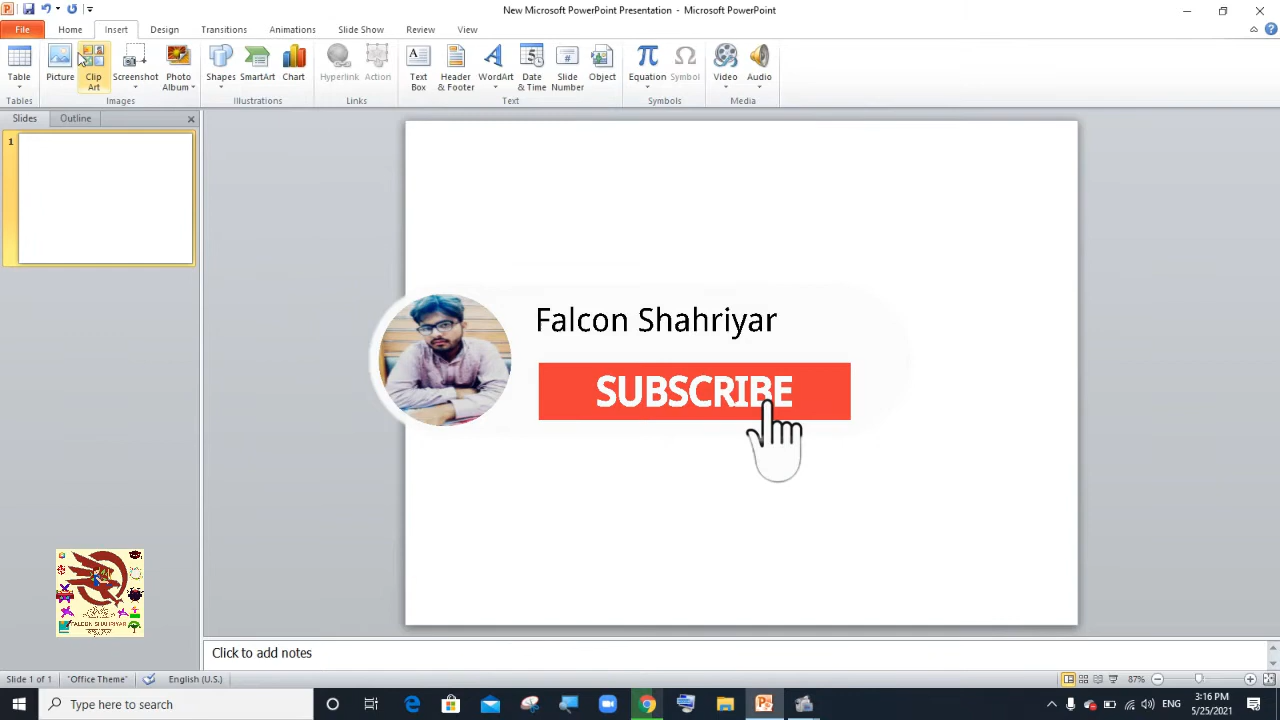 New Microsoft PowerPoint Presentation - Microsoft PowerPoint
File Home Insert Design Transitions Animations Slide Show Review View
Table Picture Clip Art Screenshot Photo Album Shapes SmartArt Chart Hyperlink Action Text Box Header & Footer WordArt Date & Time Slide Number Object Equation Symbol Video Audio
Tables Images Illustrations Links Text Symbols Media
Slides Outline
1
Falcon Shahriyar
SUBSCRIBE
FALCON SHAHRIYAR
Click to add notes
Slide 1 of 1 "Office Theme" English (U.S.) 87%
Type here to search
ENG
3:16 PM
5/25/2021